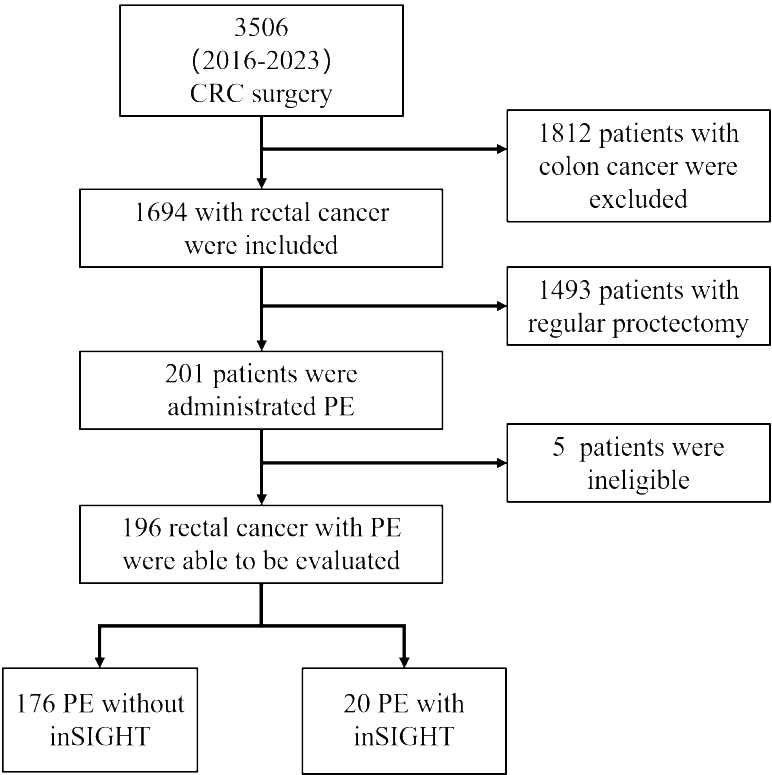 3506
(2016-2023)
CRC surgery
1812 patients with
colon cancer were
excluded
1694 with rectal cancer
were included
1493 patients with
regular proctectomy
201 patients were
administrated PE
5 patients were
ineligible
196 rectal cancer with PE
were able to be evaluated
176 PE without
inSIGHT
20 PE with
inSIGHT